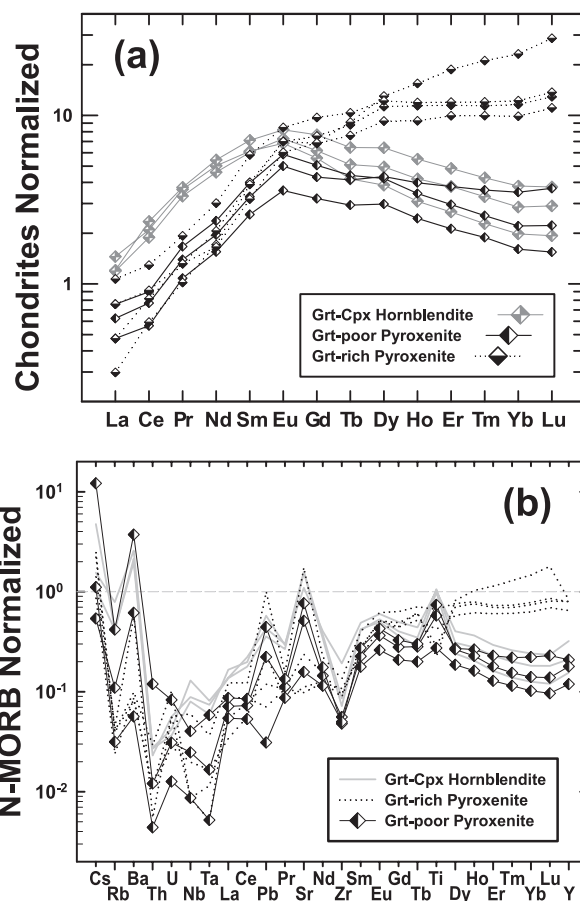 (a)
Chondrites Normalized
10
1
Grt-Cpx Hornblendite
Grt-poor Pyroxenite
Grt-rich Pyroxenite
La Ce Pr Nd Sm Eu Gd Tb Dy Ho Er Tm Yb Lu
(b)
N-MORB Normalized
10¹
10⁰
10⁻¹
10⁻²
Grt-Cpx Hornblendite
Grt-rich Pyroxenite
Grt-poor Pyroxenite
Cs Ba U Ta Ce Pr Nd Sm Gd Ti Ho Tm Lu
Rb Th Nb La Pb Sr Zr Eu Tb Dy Er Yb Y